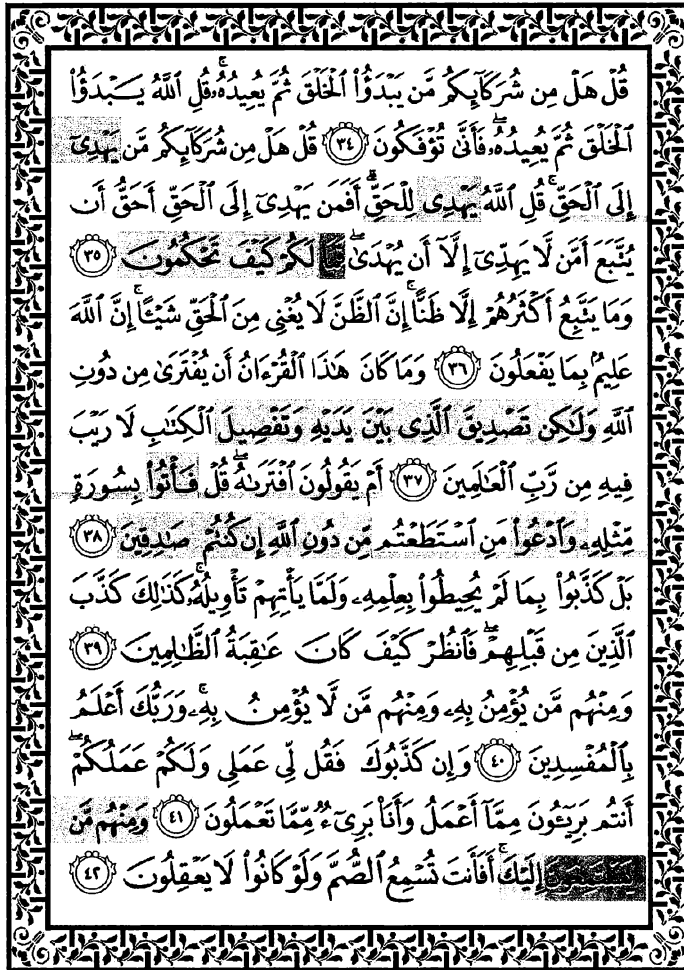 قُلْ هَلْ مِن شُرَكَآئِكُم مَّن يَبْدَؤُا۟ ٱلْخَلْقَ ثُمَّ يُعِيدُهُۥ ۚ قُلِ ٱللَّهُ يَبْدَؤُا۟
ٱلْخَلْقَ ثُمَّ يُعِيدُهُۥ ۖ فَأَنَّىٰ تُؤْفَكُونَ ﴿٣٤﴾ قُلْ هَلْ مِن شُرَكَآئِكُم مَّن يَهْدِىٓ
إِلَى ٱلْحَقِّ ۚ قُلِ ٱللَّهُ يَهْدِى لِلْحَقِّ ۗ أَفَمَن يَهْدِىٓ إِلَى ٱلْحَقِّ أَحَقُّ أَن
يُتَّبَعَ أَمَّن لَّا يَهِدِّىٓ إِلَّآ أَن يُهْدَىٰ ۖ فَمَا لَكُمْ كَيْفَ تَحْكُمُونَ ﴿٣٥﴾
وَمَا يَتَّبِعُ أَكْثَرُهُمْ إِلَّا ظَنًّا ۚ إِنَّ ٱلظَّنَّ لَا يُغْنِى مِنَ ٱلْحَقِّ شَيْـًٔا ۚ إِنَّ ٱللَّهَ
عَلِيمٌۢ بِمَا يَفْعَلُونَ ﴿٣٦﴾ وَمَا كَانَ هَـٰذَا ٱلْقُرْءَانُ أَن يُفْتَرَىٰ مِن دُونِ
ٱللَّهِ وَلَـٰكِن تَصْدِيقَ ٱلَّذِى بَيْنَ يَدَيْهِ وَتَفْصِيلَ ٱلْكِتَـٰبِ لَا رَيْبَ
فِيهِ مِن رَّبِّ ٱلْعَـٰلَمِينَ ﴿٣٧﴾ أَمْ يَقُولُونَ ٱفْتَرَىٰهُ ۖ قُلْ فَأْتُوا۟ بِسُورَةٍ
مِّثْلِهِۦ وَٱدْعُوا۟ مَنِ ٱسْتَطَعْتُم مِّن دُونِ ٱللَّهِ إِن كُنتُمْ صَـٰدِقِينَ ﴿٣٨﴾
بَلْ كَذَّبُوا۟ بِمَا لَمْ يُحِيطُوا۟ بِعِلْمِهِۦ وَلَمَّا يَأْتِهِمْ تَأْوِيلُهُۥ ۚ كَذَٰلِكَ كَذَّبَ
ٱلَّذِينَ مِن قَبْلِهِمْ ۖ فَٱنظُرْ كَيْفَ كَانَ عَـٰقِبَةُ ٱلظَّـٰلِمِينَ ﴿٣٩﴾
وَمِنْهُم مَّن يُؤْمِنُ بِهِۦ وَمِنْهُم مَّن لَّا يُؤْمِنُ بِهِۦ ۚ وَرَبُّكَ أَعْلَمُ
بِٱلْمُفْسِدِينَ ﴿٤٠﴾ وَإِن كَذَّبُوكَ فَقُل لِّى عَمَلِى وَلَكُمْ عَمَلُكُمْ ۖ
أَنتُم بَرِيٓـُٔونَ مِمَّآ أَعْمَلُ وَأَنَا۠ بَرِىٓءٌ مِّمَّا تَعْمَلُونَ ﴿٤١﴾ وَمِنْهُم مَّن
يَسْتَمِعُونَ إِلَيْكَ ۚ أَفَأَنتَ تُسْمِعُ ٱلصُّمَّ وَلَوْ كَانُوا۟ لَا يَعْقِلُونَ ﴿٤٢﴾